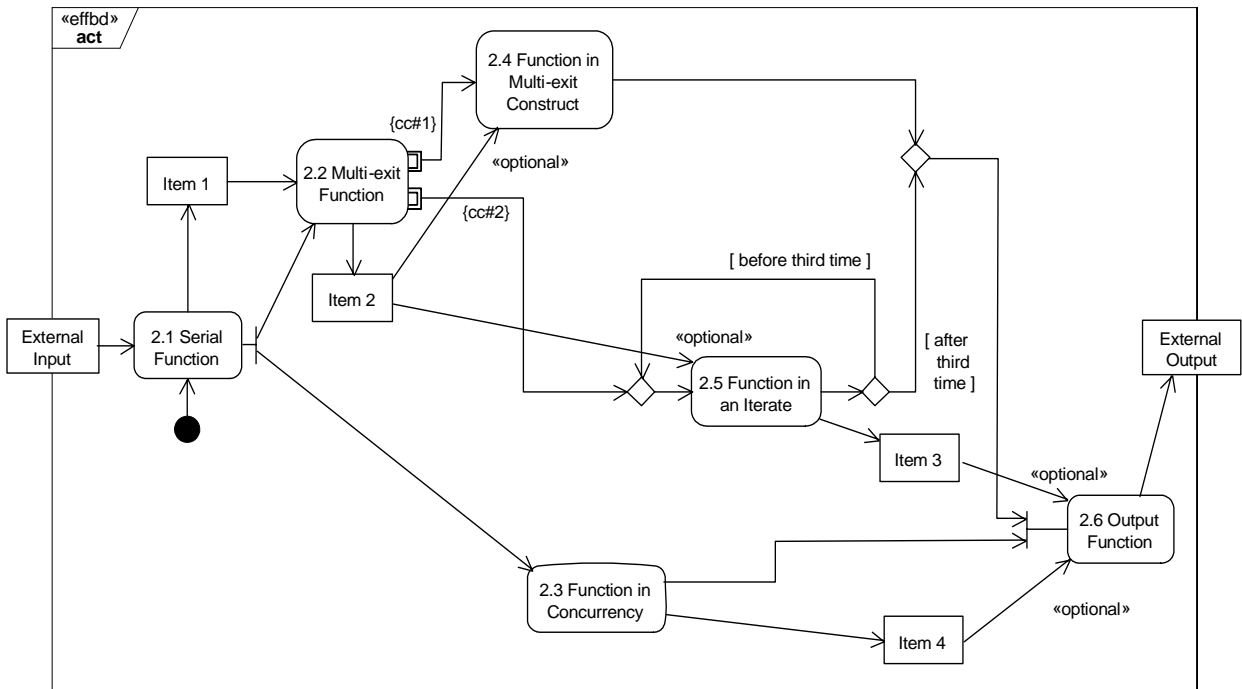 «effbd»
act
2.4 Function in
Multi-exit
Construct
{cc#1}
«optional»
2.2 Multi-exit
Function
Item 1
{cc#2}
[ before third time ]
Item 2
External
Input
2.1 Serial
Function
«optional»
[ after
third
time ]
External
Output
2.5 Function in
an Iterate
Item 3
«optional»
2.6 Output
Function
2.3 Function in
Concurrency
«optional»
Item 4